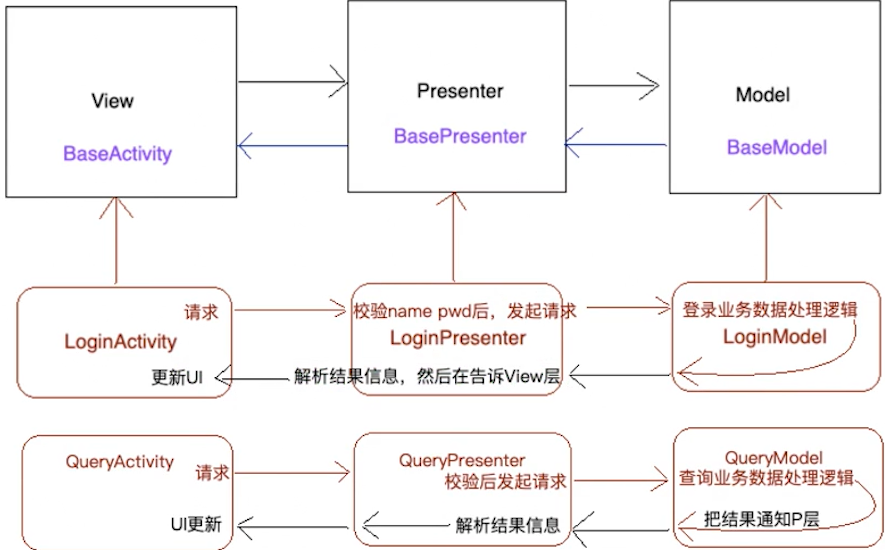 View
Presenter
Model
BaseActivity
BasePresenter
BaseModel
请求
校验name pwd后，发起请求
登录业务数据处理逻辑
LoginActivity
LoginPresenter
LoginModel
更新UI
解析结果信息，然后在告诉View层
QueryActivity
QueryPresenter
QueryModel
请求
校验后发起请求
查询业务数据处理逻辑
UI更新
解析结果信息
把结果通知P层